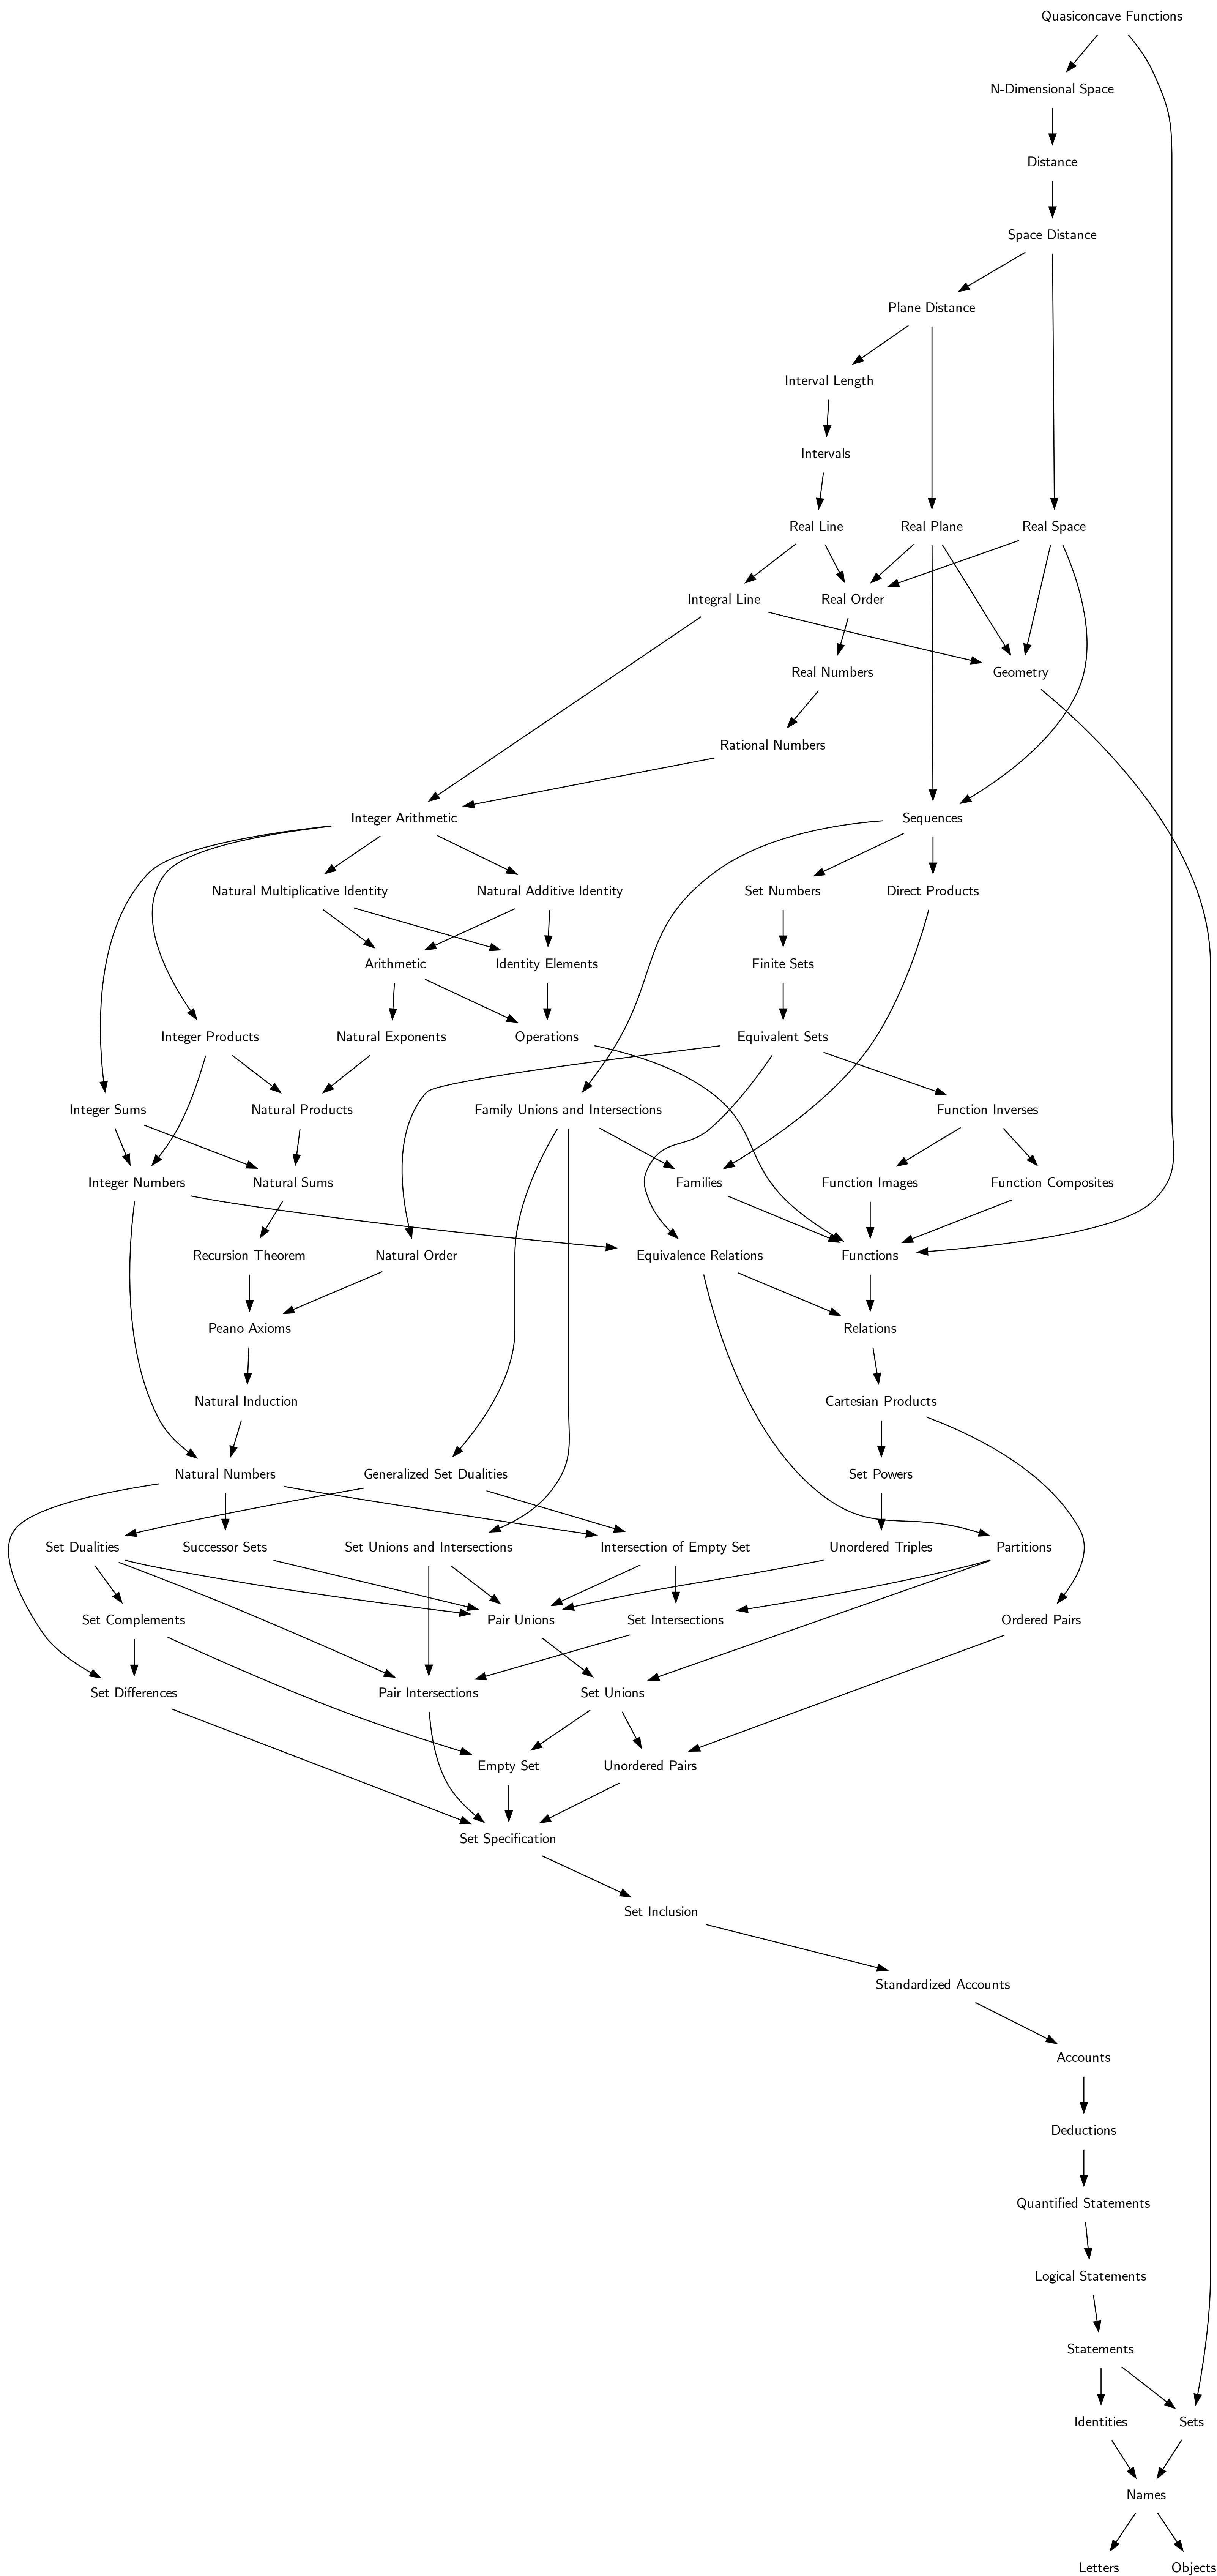 Quasiconcave Functions
N-Dimensional Space
Distance
Space Distance
Plane Distance
Interval Length
Intervals
Real Line
Real Plane
Real Space
Integral Line
Real Order
Real Numbers
Geometry
Rational Numbers
Integer Arithmetic
Sequences
Natural Multiplicative Identity
Natural Additive Identity
Set Numbers
Direct Products
Arithmetic
Identity Elements
Finite Sets
Integer Products
Natural Exponents
Operations
Equivalent Sets
Integer Sums
Natural Products
Family Unions and Intersections
Function Inverses
Integer Numbers
Natural Sums
Families
Function Images
Function Composites
Recursion Theorem
Natural Order
Equivalence Relations
Functions
Peano Axioms
Relations
Natural Induction
Cartesian Products
Natural Numbers
Generalized Set Dualities
Set Powers
Set Dualities
Successor Sets
Set Unions and Intersections
Intersection of Empty Set
Unordered Triples
Partitions
Set Complements
Pair Unions
Set Intersections
Ordered Pairs
Set Differences
Pair Intersections
Set Unions
Empty Set
Unordered Pairs
Set Specification
Set Inclusion
Standardized Accounts
Accounts
Deductions
Quantified Statements
Logical Statements
Statements
Identities
Sets
Names
Letters
Objects